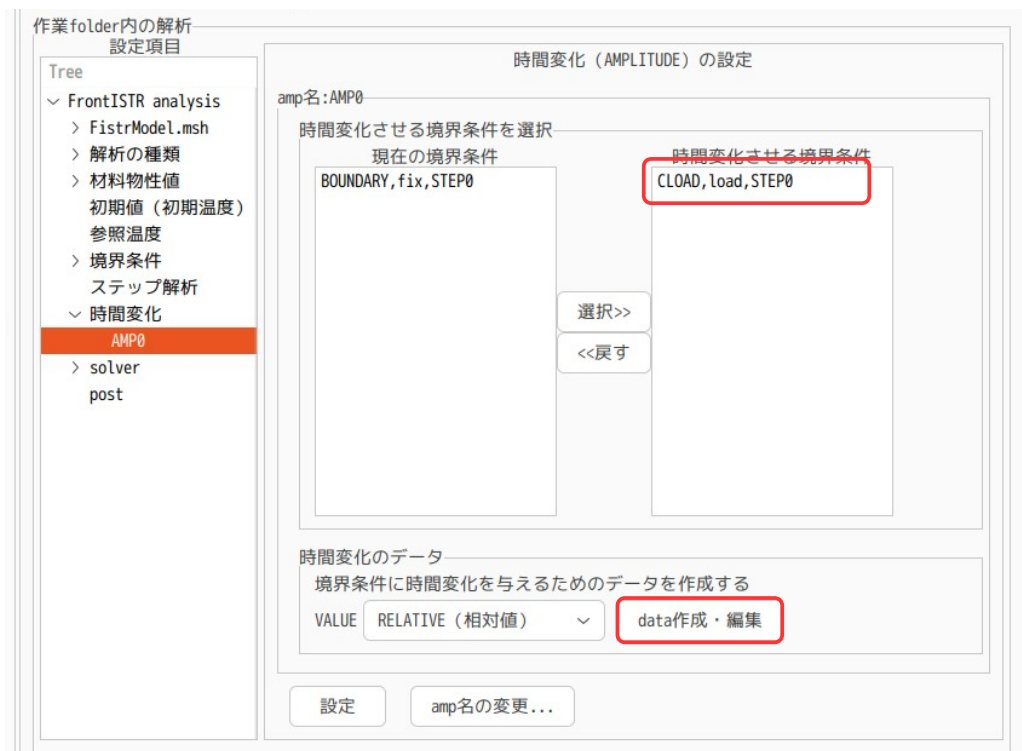 作業folder内の解析
設定項目
Tree
FrontISTR analysis
FistrModel.msh
解析の種類
材料物性値
初期値（初期温度）
参照温度
境界条件
ステップ解析
時間変化
AMP0
solver
post
時間変化（AMPLITUDE）の設定
amp名:AMP0
時間変化させる境界条件を選択
現在の境界条件
BOUNDARY,fix,STEP0
選択>>
<<戻す
時間変化させる境界条件
CLOAD,load,STEP0
時間変化のデータ
境界条件に時間変化を与えるためのデータを作成する
VALUE RELATIVE（相対値） data作成・編集
設定 amp名の変更...